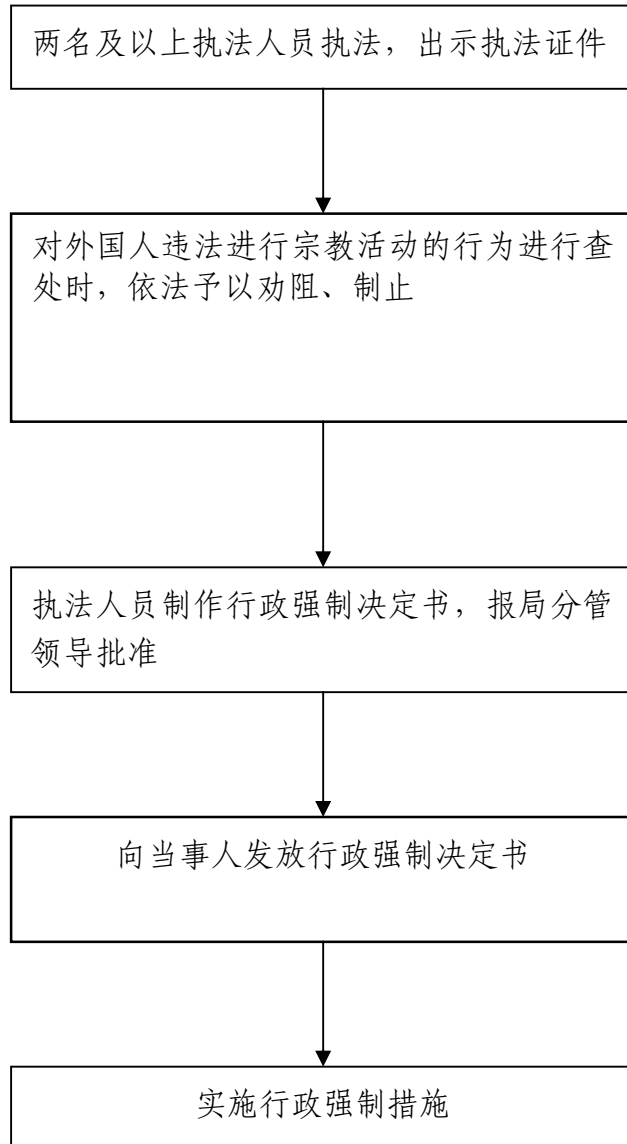 两名及以上执法人员执法，出示执法证件
对外国人违法进行宗教活动的行为进行查
处时，依法予以劝阻、制止
执法人员制作行政强制决定书，报局分管
领导批准
向当事人发放行政强制决定书
实施行政强制措施